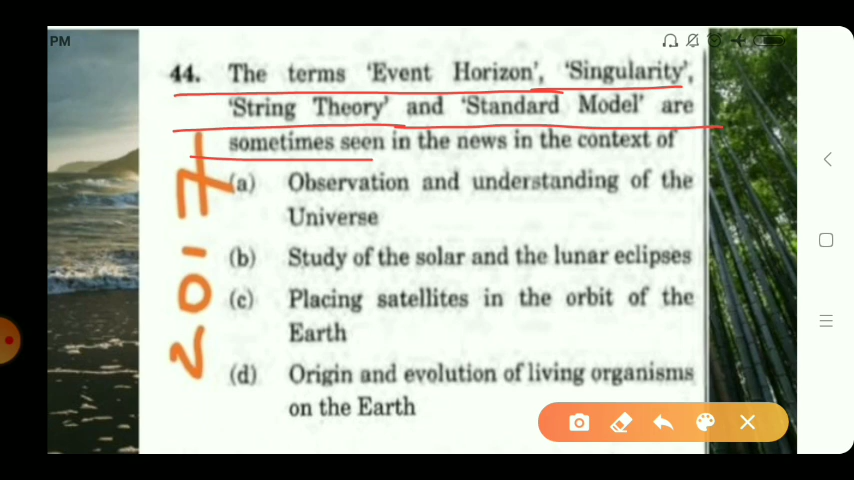 PM
44. The terms 'Event Horizon', 'Singularity',
'String Theory' and 'Standard Model' are
sometimes seen in the news in the context of
(a) Observation and understanding of the
Universe
(b) Study of the solar and the lunar eclipses
(c) Placing satellites in the orbit of the
Earth
(d) Origin and evolution of living organisms
on the Earth
2017